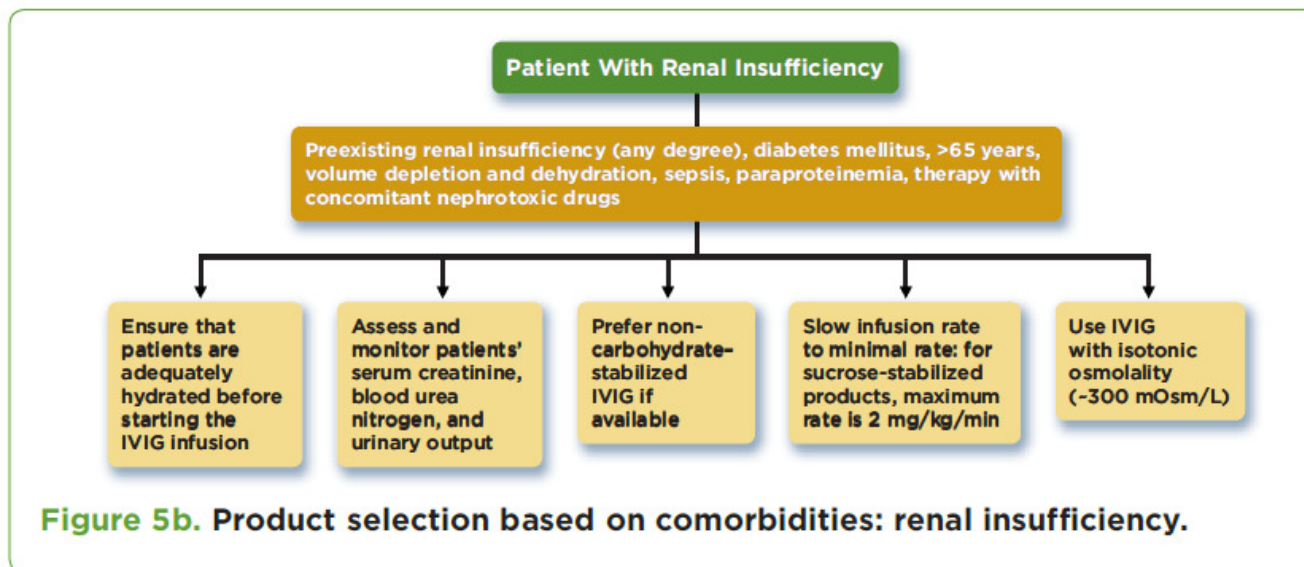 Patient With Renal Insufficiency
Preexisting renal insufficiency (any degree), diabetes mellitus, >65 years,
volume depletion and dehydration, sepsis, paraproteinemia, therapy with
concomitant nephrotoxic drugs
Ensure that
patients are
adequately
hydrated before
starting the
IVIG infusion
Assess and
monitor patients’
serum creatinine,
blood urea
nitrogen, and
urinary output
Prefer non-
carbohydrate–
stabilized
IVIG if
available
Slow infusion rate
to minimal rate: for
sucrose-stabilized
products, maximum
rate is 2 mg/kg/min
Use IVIG
with isotonic
osmolality
(~300 mOsm/L)
Figure 5b. Product selection based on comorbidities: renal insufficiency.